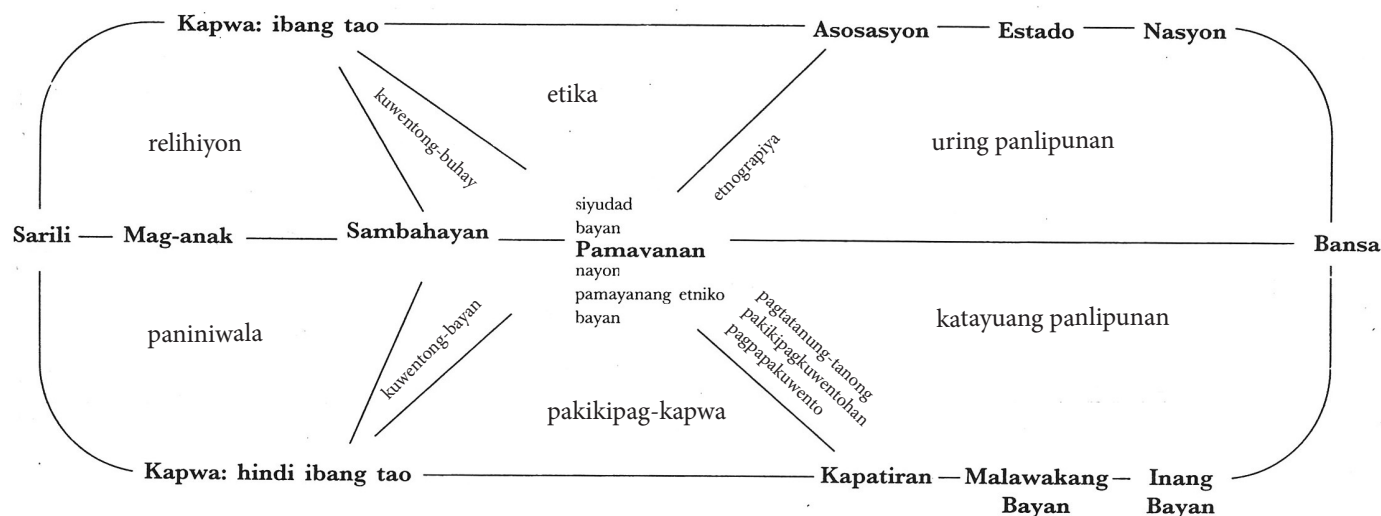 Kapwa: ibang tao
Asosasyon
Estado
Nasyon
kuwentong-buhay
etika
relihiyon
etnograpiya
uring panlipunan
Sarili
Mag-anak
Sambahayan
siyudad
bayan
Pamavanan
nayon
pamayanang etniko
bayan
Bansa
paniniwala
kuwentong-bayan
pagtatanung-tanong
pakikipagkuwentohan
pagpapakuwento
katayuang panlipunan
pakikipag-kapwa
Kapwa: hindi ibang tao
Kapatiran
Malawakang
Bayan
Inang
Bayan